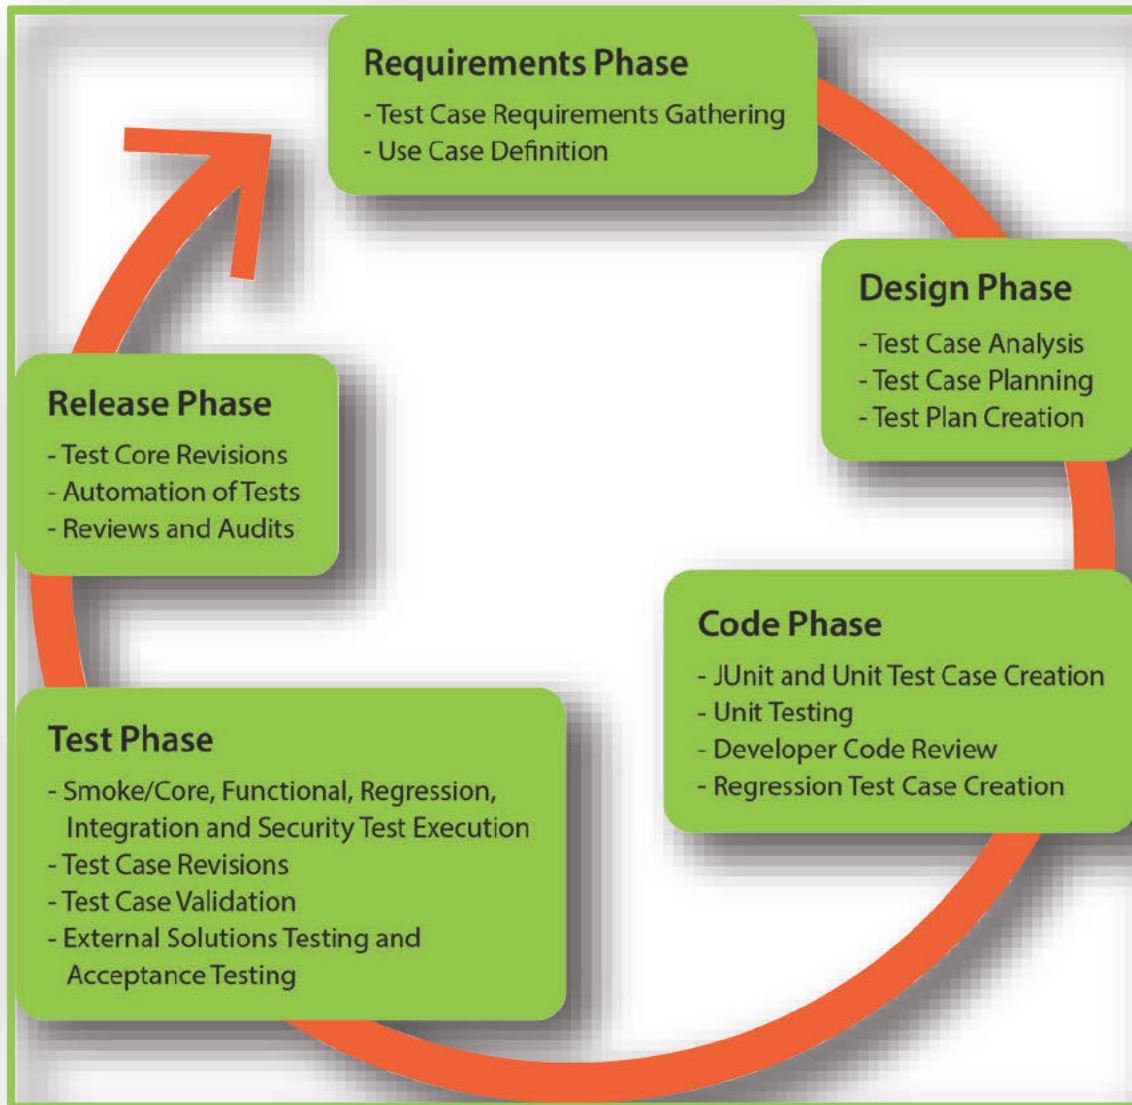 Requirements Phase
- Test Case Requirements Gathering
- Use Case Definition
Design Phase
- Test Case Analysis
- Test Case Planning
- Test Plan Creation
Code Phase
- JUnit and Unit Test Case Creation
- Unit Testing
- Developer Code Review
- Regression Test Case Creation
Test Phase
- Smoke/Core, Functional, Regression,
Integration and Security Test Execution
- Test Case Revisions
- Test Case Validation
- External Solutions Testing and
Acceptance Testing
Release Phase
- Test Core Revisions
- Automation of Tests
- Reviews and Audits